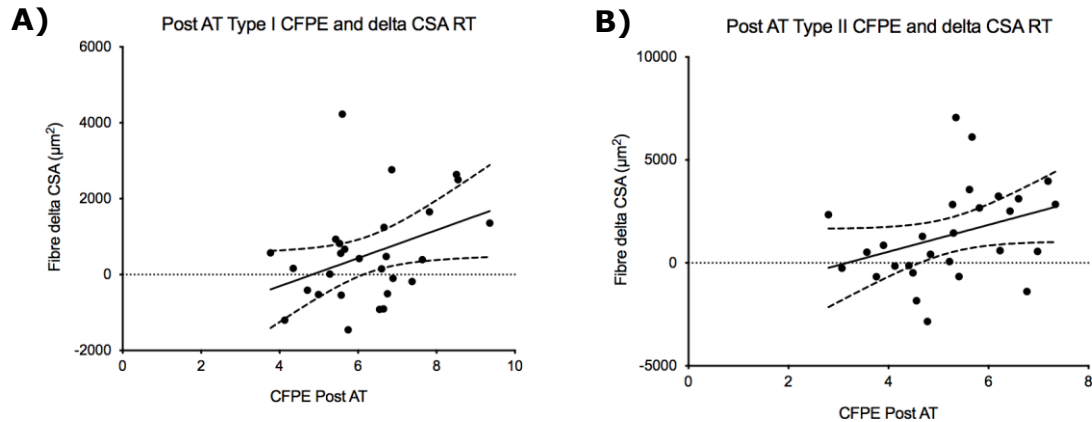 A)
Post AT Type I CFPE and delta CSA RT
6000
4000
2000
0
-2000
Fibre delta CSA (µm²)
0 2 4 6 8 10
CFPE Post AT
B)
Post AT Type II CFPE and delta CSA RT
10000
5000
0
-5000
Fibre delta CSA (µm²)
0 2 4 6 8
CFPE Post AT